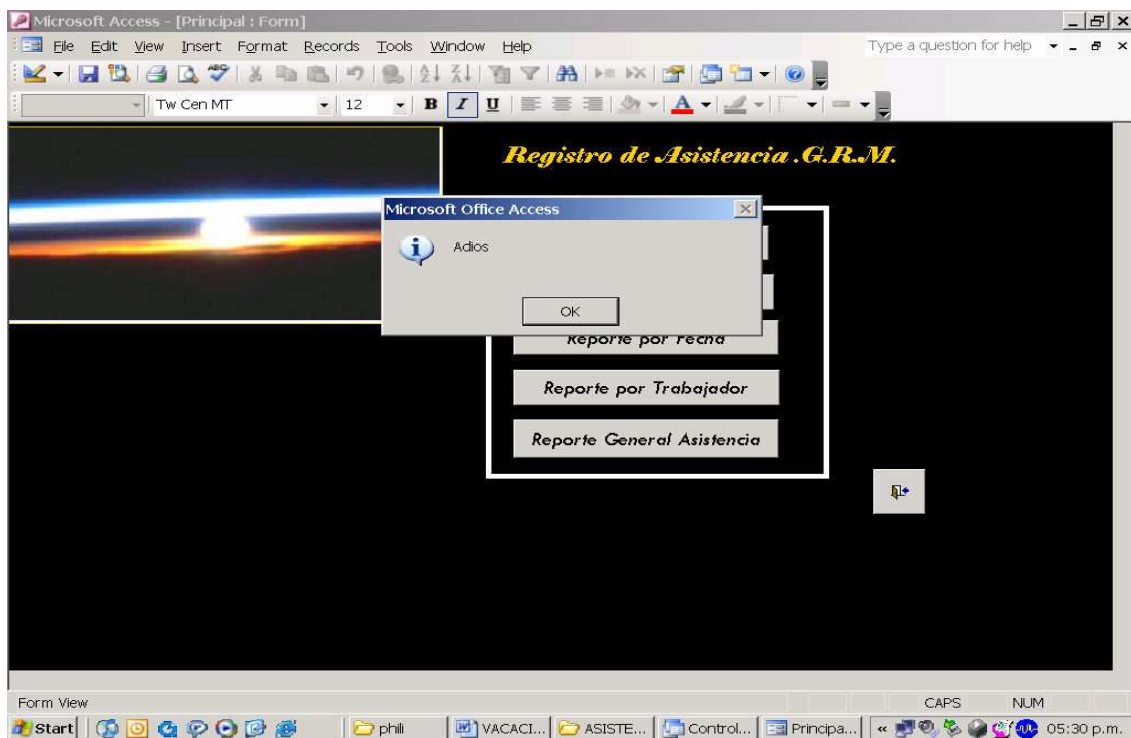 Microsoft Access - [Principal : Form]
File Edit View Insert Format Records Tools Window Help Type a question for help
Tw Cen MT 12 B I U A
Registro de Asistencia .G.R.M.
Microsoft Office Access
Adios
OK
Reporte por Fecha
Reporte por Trabajador
Reporte General Asistencia
Form View CAPS NUM
Start phili VACACI... ASISTE... Control... Principa... « 05:30 p.m.